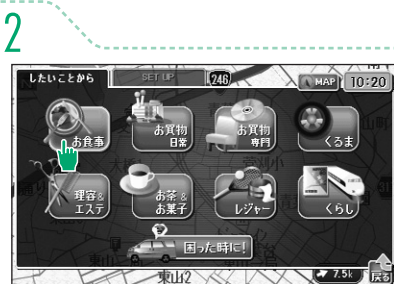 2
したいことから
SET UP
246
MAP
10:20
お食事
お買物
日常
お買物
専門
くるま
理容&
エステ
お茶&
お菓子
レジャー
くらし
困った時に!
東山2
7.5k
戻る